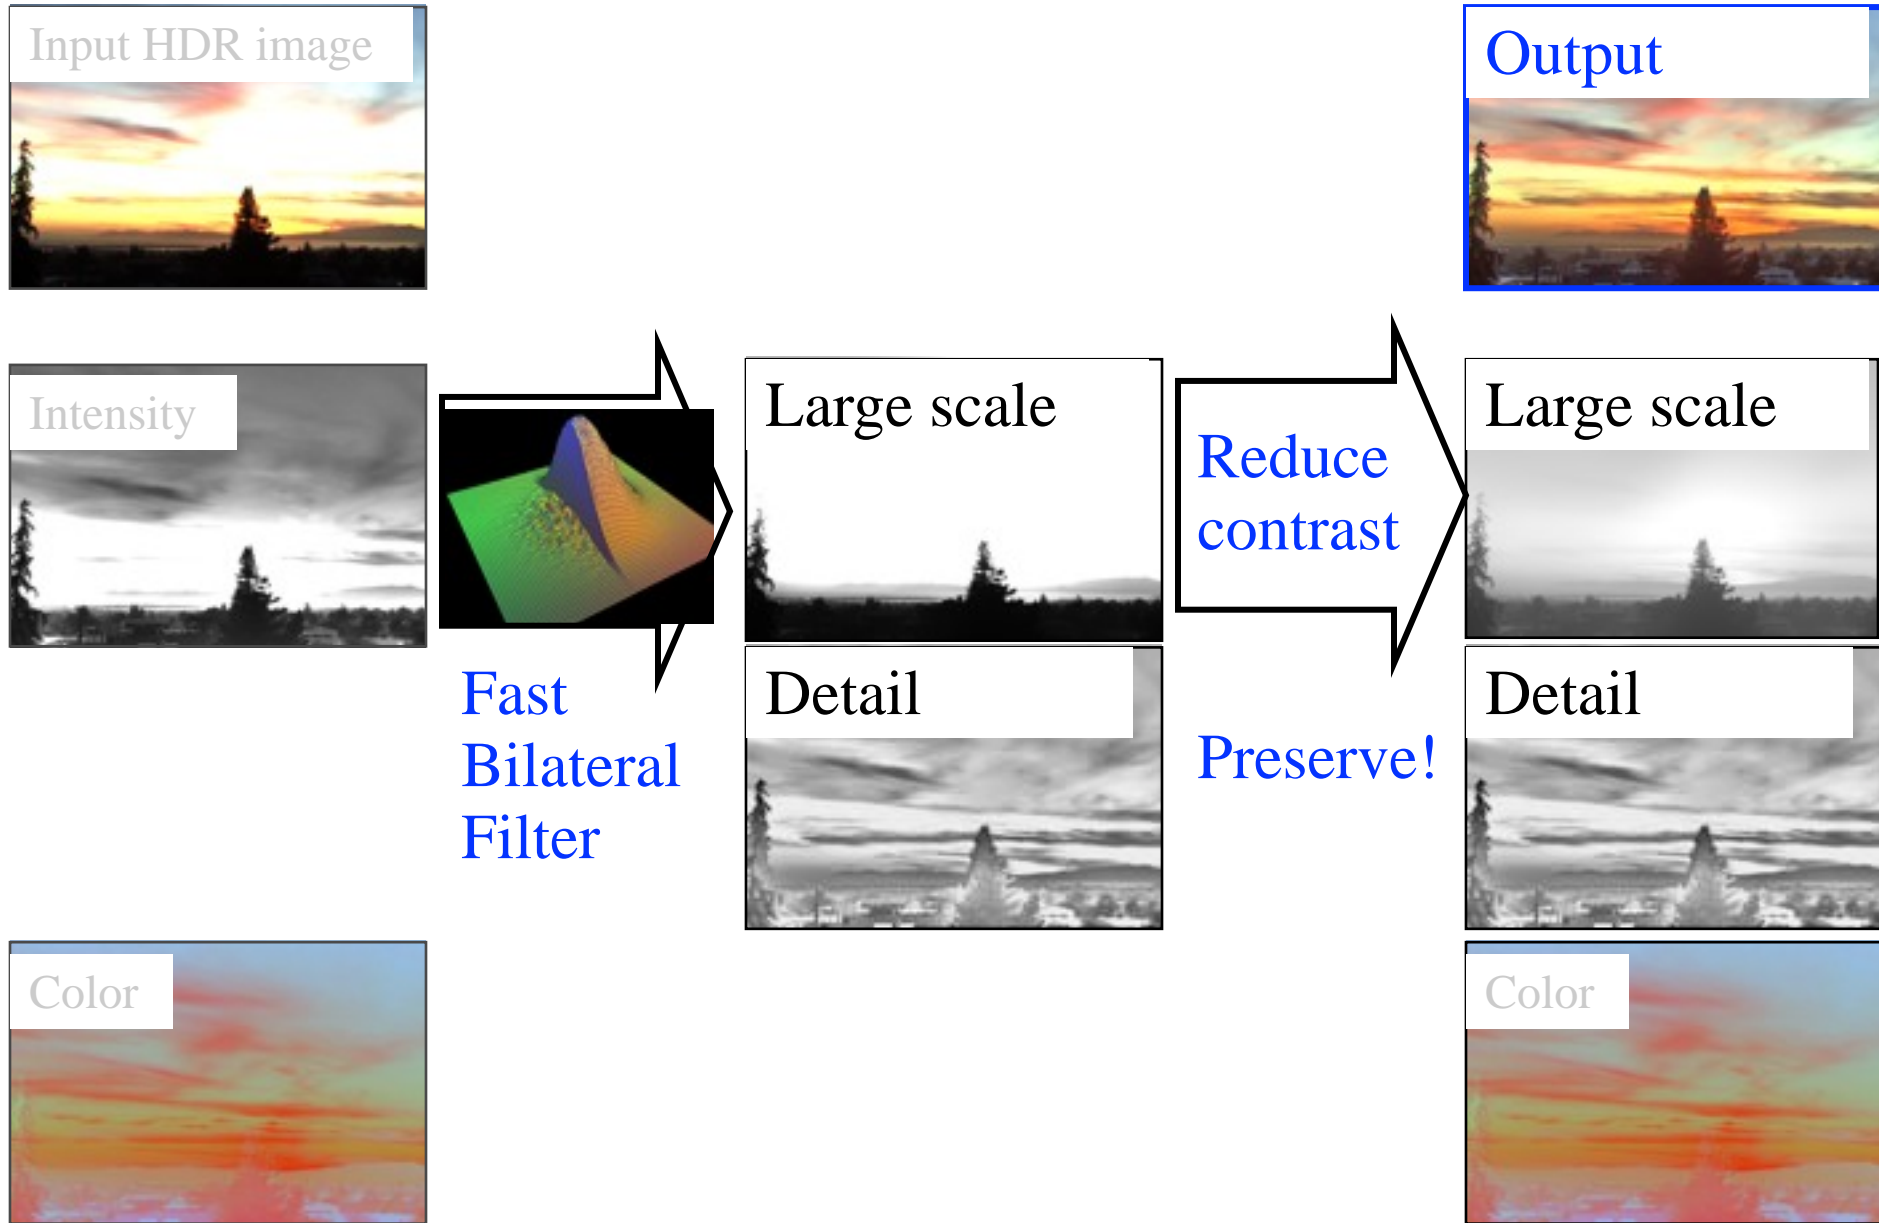 Input HDR image
Output
Intensity
Large scale
Reduce
contrast
Large scale
Fast
Bilateral
Filter
Detail
Preserve!
Detail
Color
Color